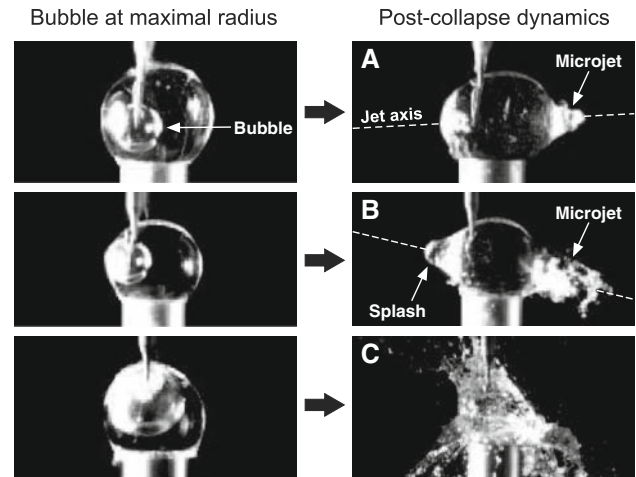 Bubble at maximal radius
Post-collapse dynamics
Bubble
A
Microjet
Jet axis
B
Microjet
Splash
C